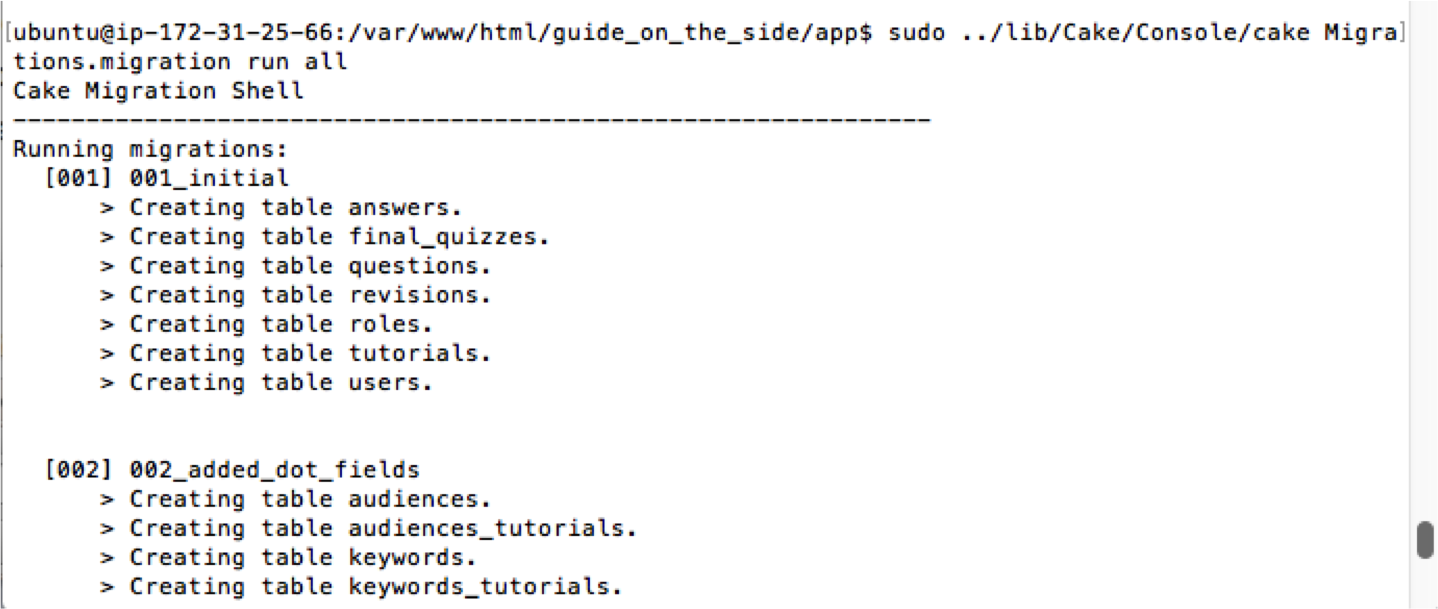 [ubuntu@ip-172-31-25-66:/var/www/html/guide_on_the_side/app$ sudo ../lib/Cake/Console/cake Migra]
tions.migration run all
Cake Migration Shell
---------------------------------------------------------------
Running migrations:
  [001] 001_initial
      > Creating table answers.
      > Creating table final_quizzes.
      > Creating table questions.
      > Creating table revisions.
      > Creating table roles.
      > Creating table tutorials.
      > Creating table users.
  [002] 002_added_dot_fields
      > Creating table audiences.
      > Creating table audiences_tutorials.
      > Creating table keywords.
      > Creating table keywords_tutorials.